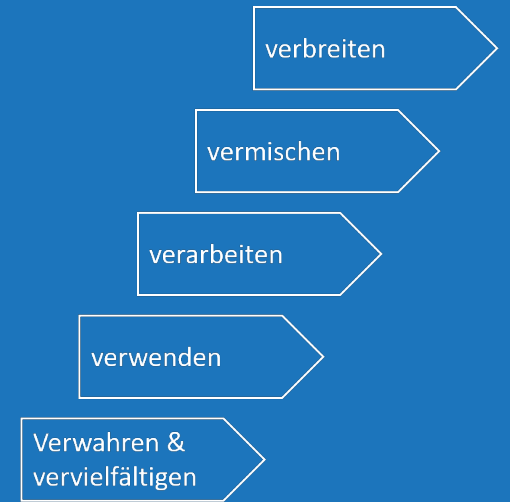 verbreiten
vermischen
verarbeiten
verwenden
Verwahren &
vervielfältigen